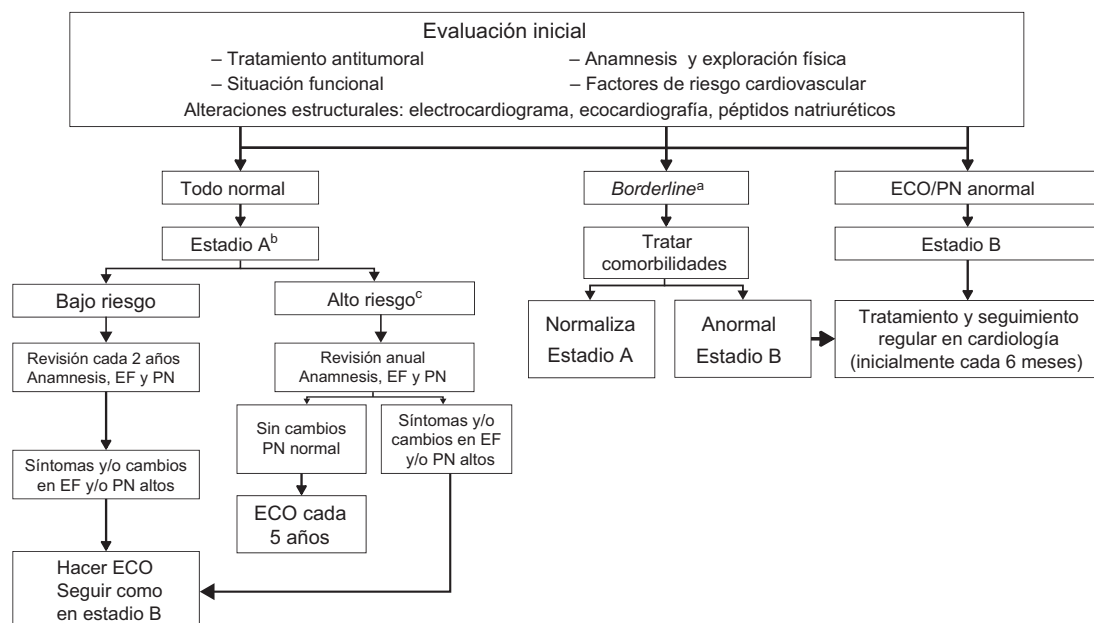 Evaluación inicial
– Tratamiento antitumoral
– Anamnesis y exploración física
– Situación funcional
– Factores de riesgo cardiovascular
Alteraciones estructurales: electrocardiograma, ecocardiografía, péptidos natriuréticos
Todo normal
Borderlineᵃ
ECO/PN anormal
Estadio Aᵇ
Tratar
comorbilidades
Estadio B
Bajo riesgo
Alto riesgoᶜ
Normaliza
Estadio A
Anormal
Estadio B
Tratamiento y seguimiento
regular en cardiología
(inicialmente cada 6 meses)
Revisión cada 2 años
Anamnesis, EF y PN
Revisión anual
Anamnesis, EF y PN
Sin cambios
PN normal
Síntomas y/o
cambios en EF
y/o PN altos
Síntomas y/o cambios
en EF y/o PN altos
ECO cada
5 años
Hacer ECO
Seguir como
en estadio B